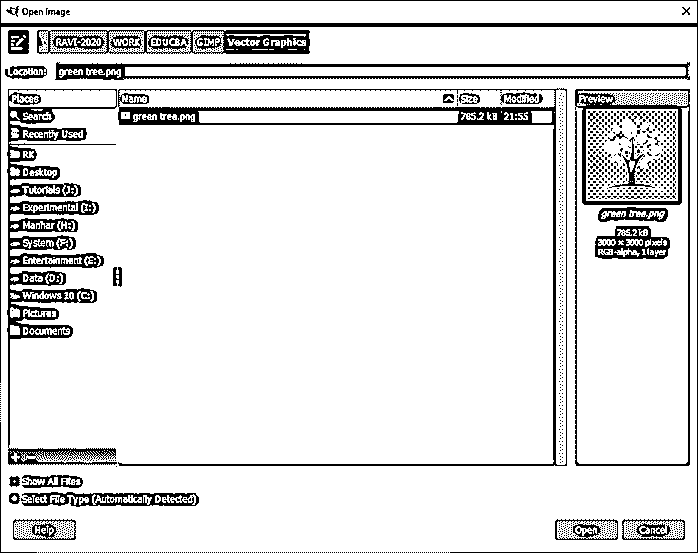 Open Image
RAVI-2020 WORK EDUCBA GIMP Vector Graphics
Location: green tree.png
Places
Search
Recently Used
RK
Desktop
Tutorials (J:)
Experimental (I:)
Manhar (H:)
System (F:)
Entertainment (E:)
Data (D:)
Windows 10 (C:)
Pictures
Documents
Name Size Modified
green tree.png 785.2 kB 21:55
Preview
green tree.png
785.2 kB
3000 × 3000 pixels
RGB-alpha, 1 layer
Show All Files
Select File Type (Automatically Detected)
Help Open Cancel